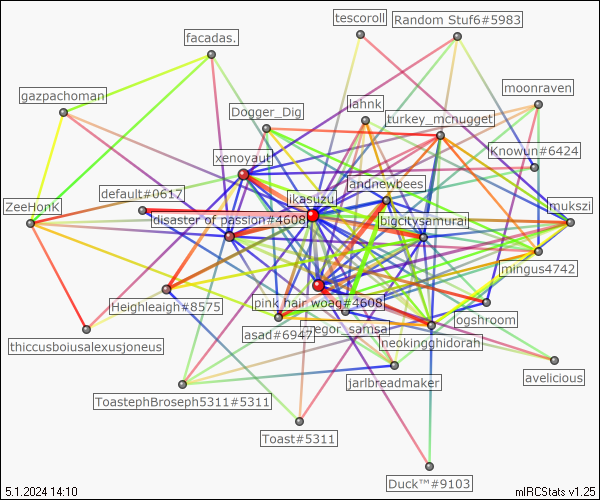 tescoroll
Random Stuf6#5983
facadas.
moonraven
gazpachoman
Dogger_Dig
lahnk
turkey_mcnugget
Knowun#6424
xenoyaut
andnewbees
default#0617
ikasuzu
ZeeHonK
disaster of passion#4608
bigcitysamurai
mukszi
mingus4742
Heighleaigh#8575
pink hair woag#4608
logshroom
asad#6947
gregor_samsa
neokingghidorah
thiccusboiusalexusjoneus
avelicious
jarlbreadmaker
ToastephBroseph5311#5311
Toast#5311
Duck™#9103
5.1.2024 14:10
mIRCStats v1.25